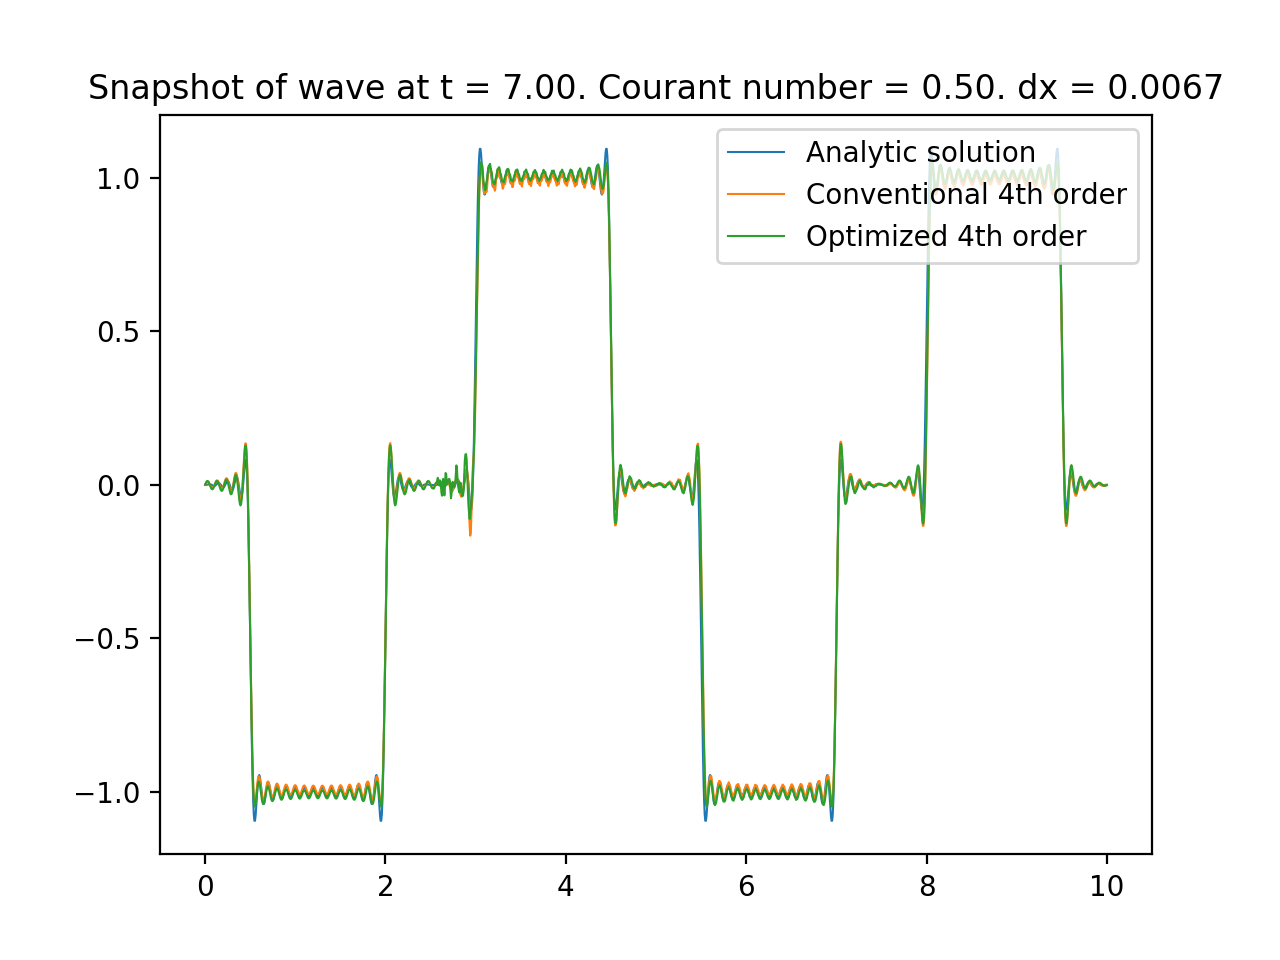 Snapshot of wave at t = 7.00. Courant number = 0.50. dx = 0.0067
Analytic solution
Conventional 4th order
Optimized 4th order
1.0
0.5
0.0
−0.5
−1.0
0 2 4 6 8 10